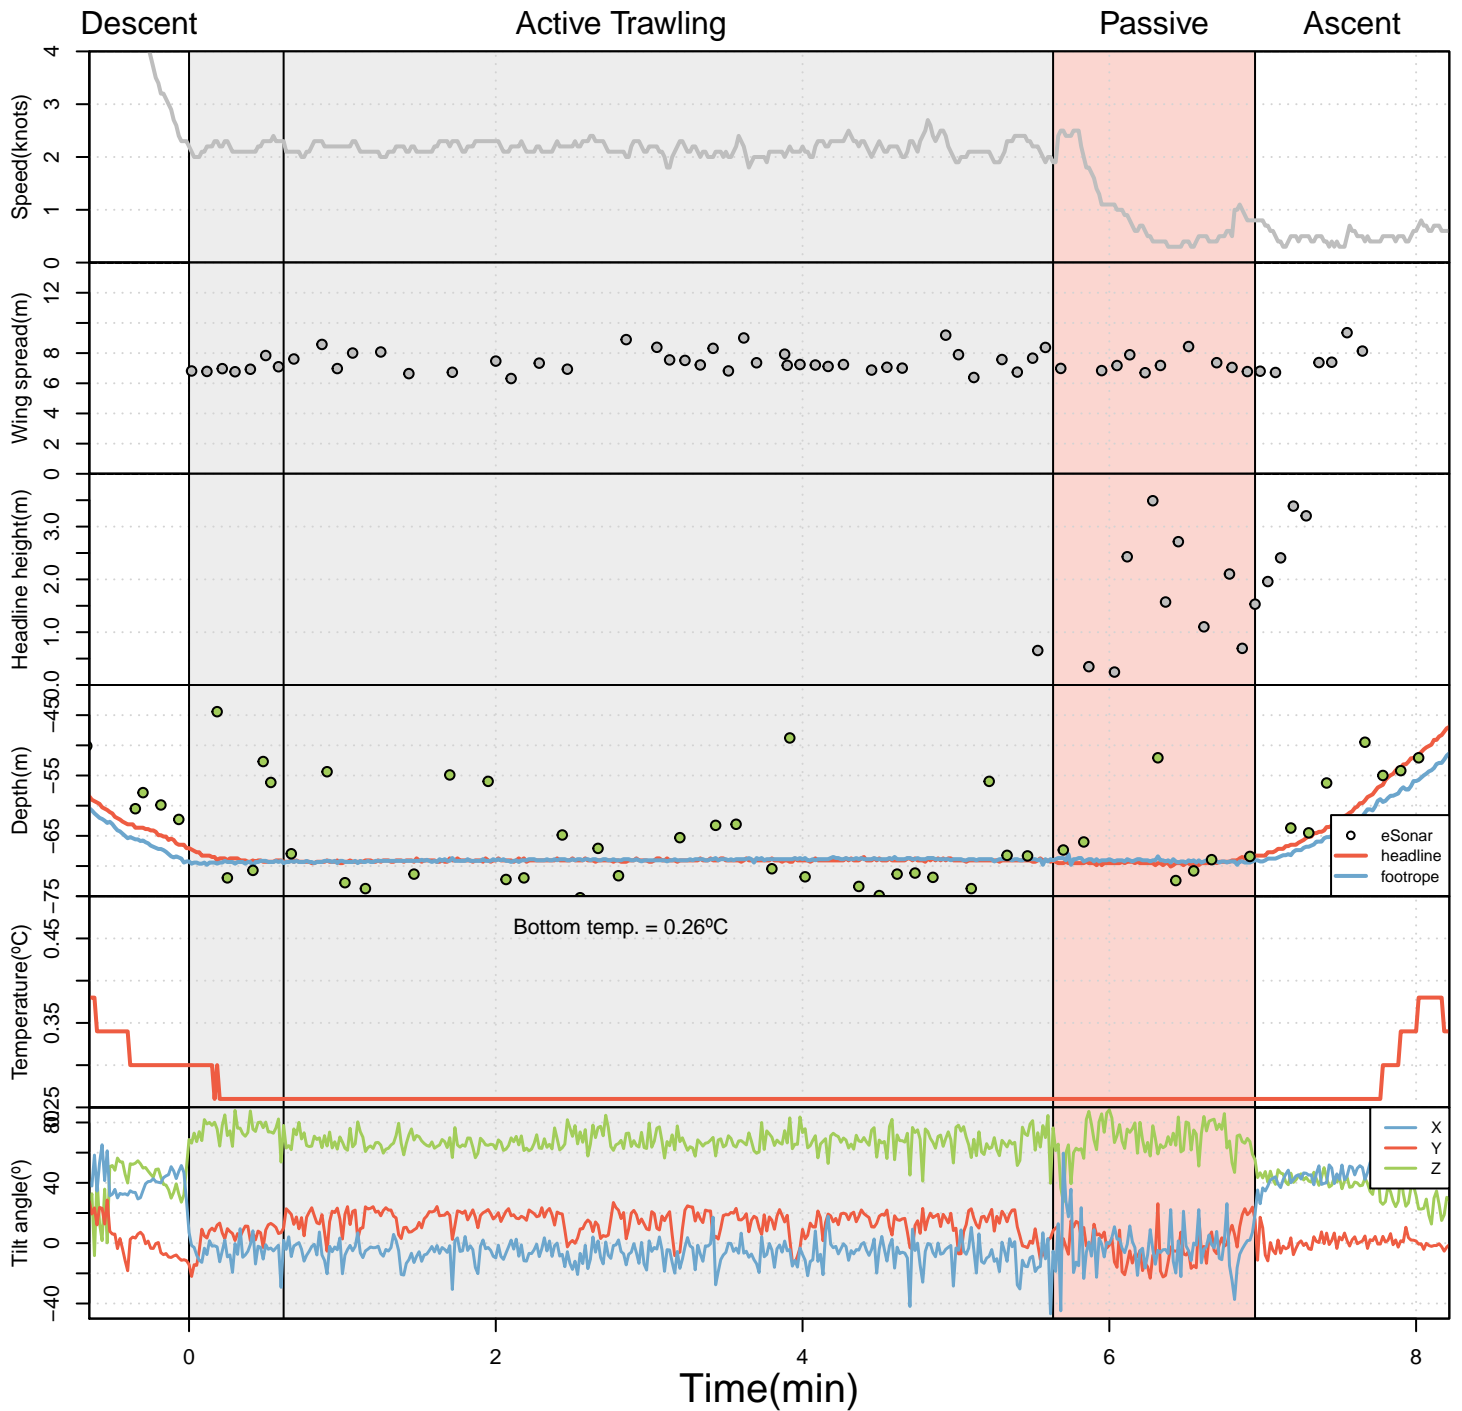 Descent Active Trawling Passive Ascent
Speed(knots)
4
3
2
1
0
Wing spread(m)
12
8
6
4
2
0
Headline height(m)
3.0
2.0
1.0
0.0
Depth(m)
−45
−55
−65
−75
eSonar
headline
footrope
Temperature(ºC)
0.45
0.35
0.25
Bottom temp. = 0.26ºC
Tilt angle(º)
80
40
0
−40
X
Y
Z
0 2 4 6 8
Time(min)